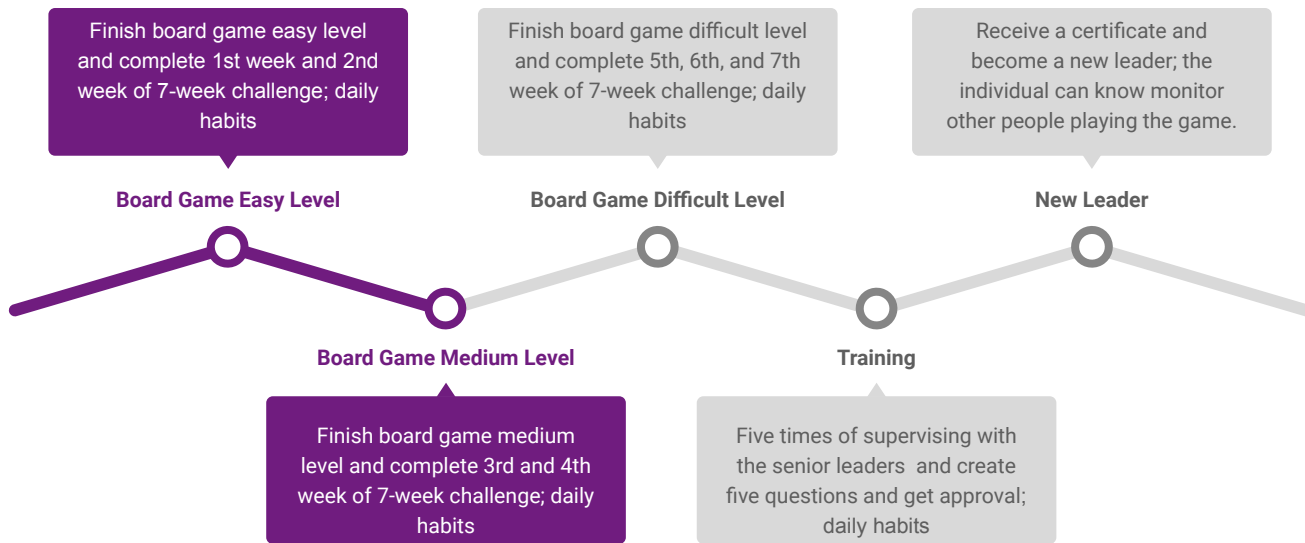 Finish board game easy level
and complete 1st week and 2nd
week of 7-week challenge; daily
habits
Board Game Easy Level
Board Game Medium Level
Finish board game medium
level and complete 3rd and 4th
week of 7-week challenge; daily
habits
Finish board game difficult level
and complete 5th, 6th, and 7th
week of 7-week challenge; daily
habits
Board Game Difficult Level
Training
Five times of supervising with
the senior leaders and create
five questions and get approval;
daily habits
Receive a certificate and
become a new leader; the
individual can know monitor
other people playing the game.
New Leader